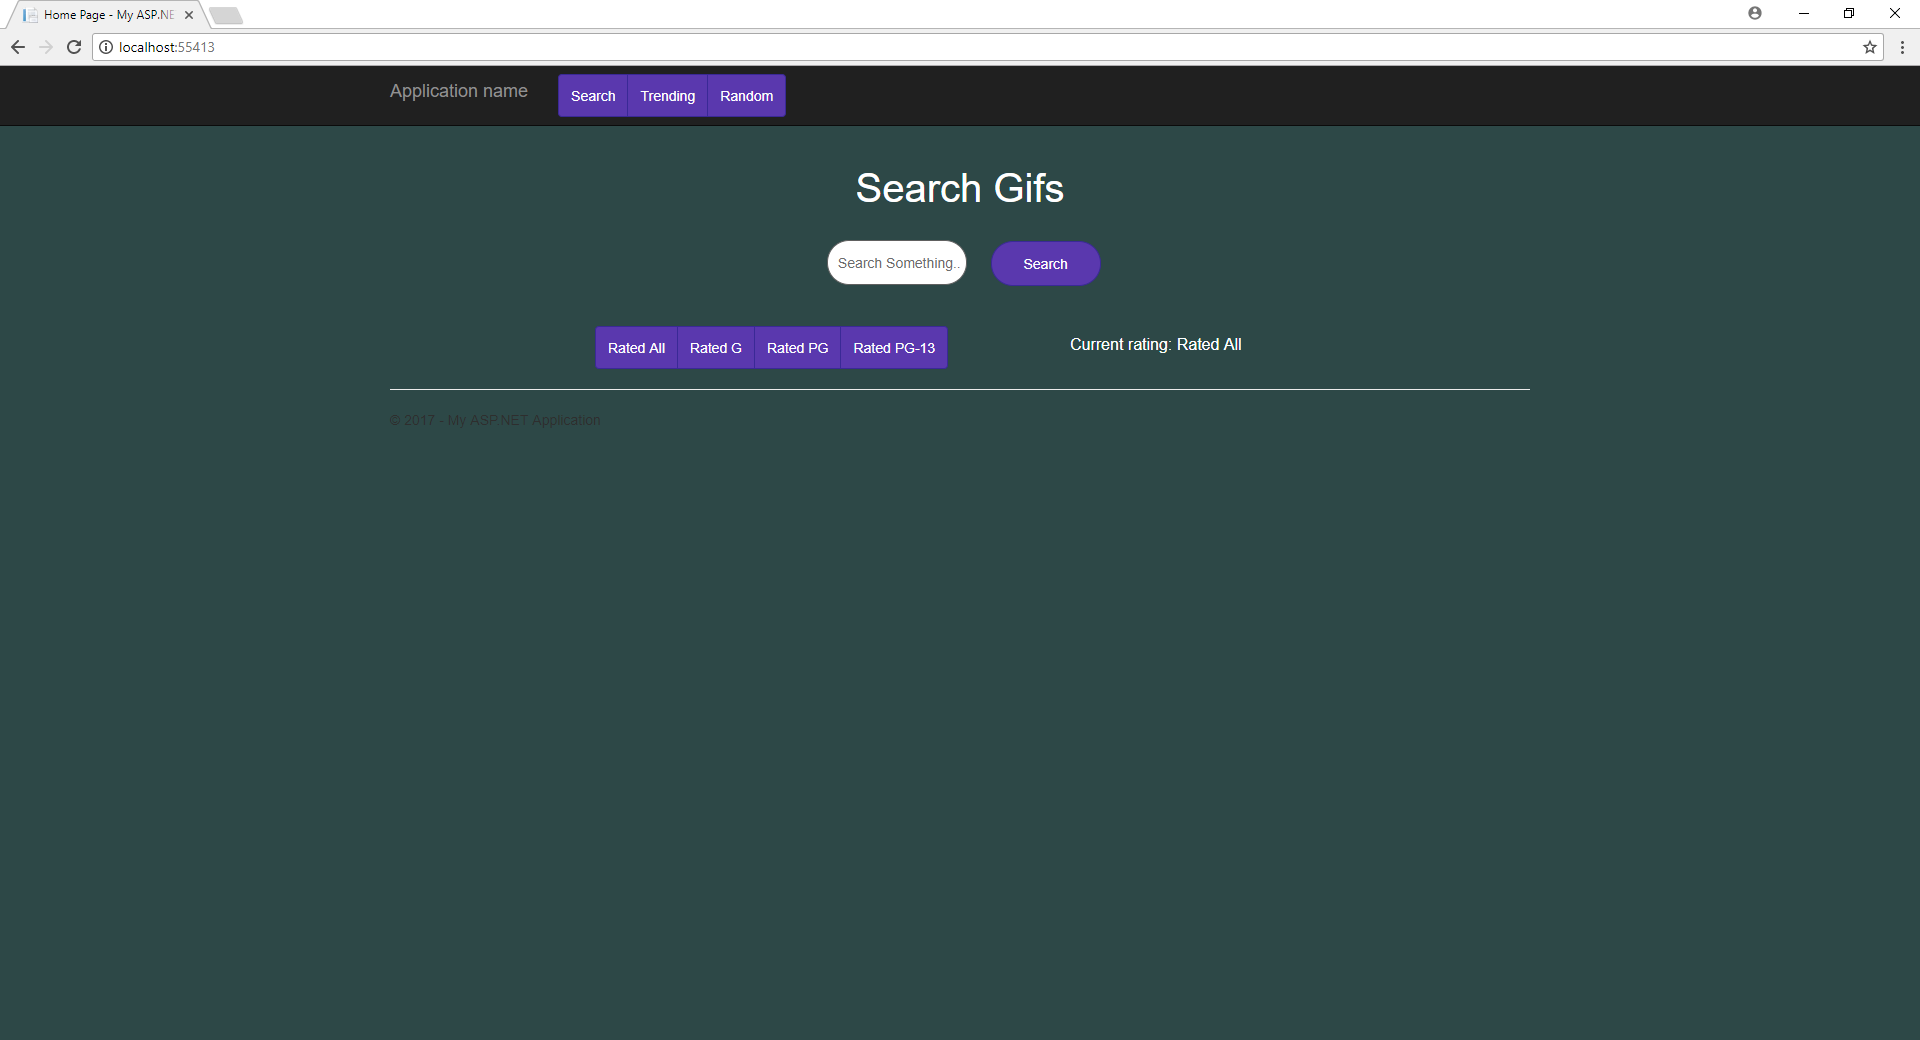 Home Page - My ASP.NE
localhost:55413
Application name Search Trending Random
Search Gifs
Search Something.. Search
Rated All Rated G Rated PG Rated PG-13 Current rating: Rated All
© 2017 - My ASP.NET Application